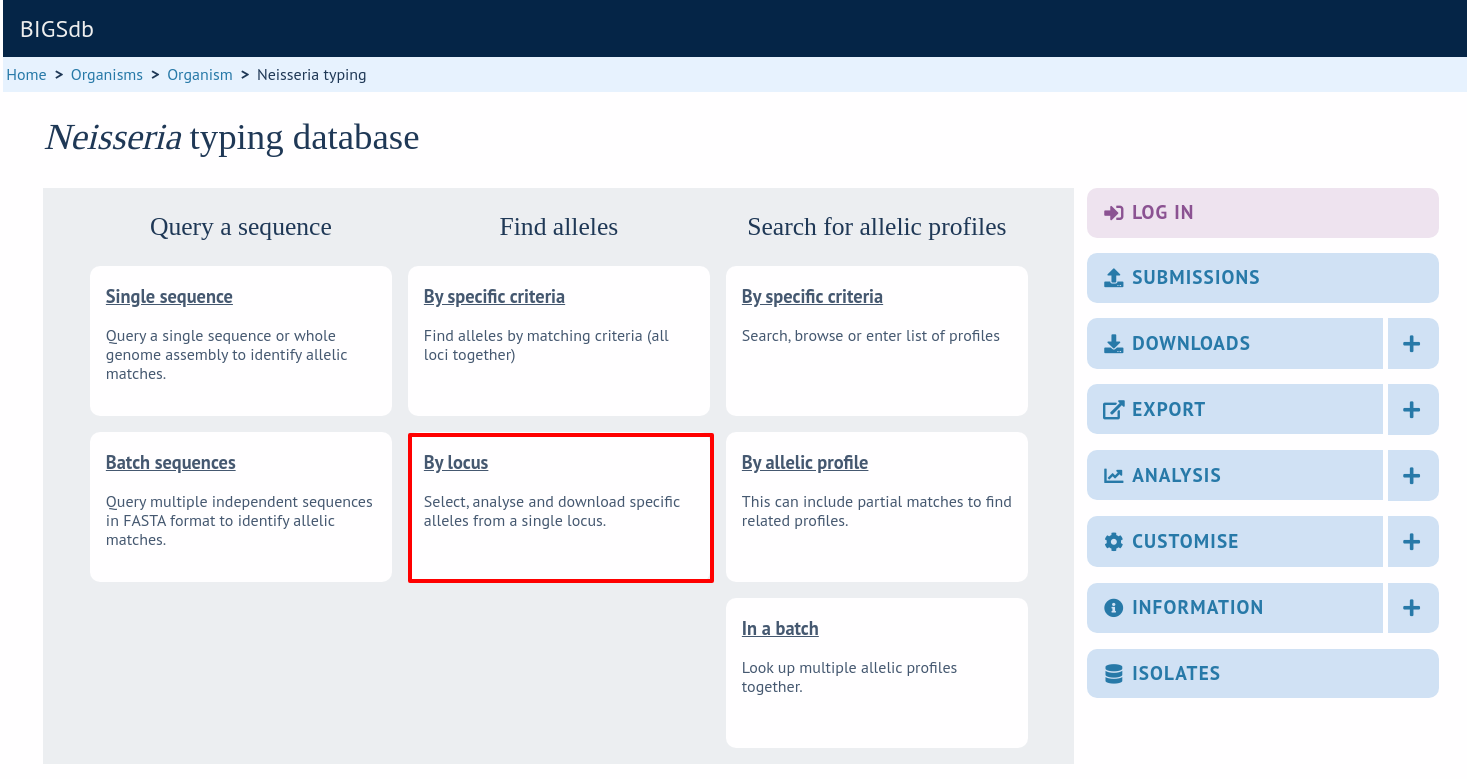 BIGSdb
Home > Organisms > Organism > Neisseria typing
Neisseria typing database
Query a sequence
Single sequence
Query a single sequence or whole
genome assembly to identify allelic
matches.
Batch sequences
Query multiple independent sequences
in FASTA format to identify allelic
matches.
Find alleles
By specific criteria
Find alleles by matching criteria (all
loci together)
By locus
Select, analyse and download specific
alleles from a single locus.
Search for allelic profiles
By specific criteria
Search, browse or enter list of profiles
By allelic profile
This can include partial matches to find
related profiles.
In a batch
Look up multiple allelic profiles
together.
LOG IN
SUBMISSIONS
DOWNLOADS +
EXPORT +
ANALYSIS +
CUSTOMISE +
INFORMATION +
ISOLATES